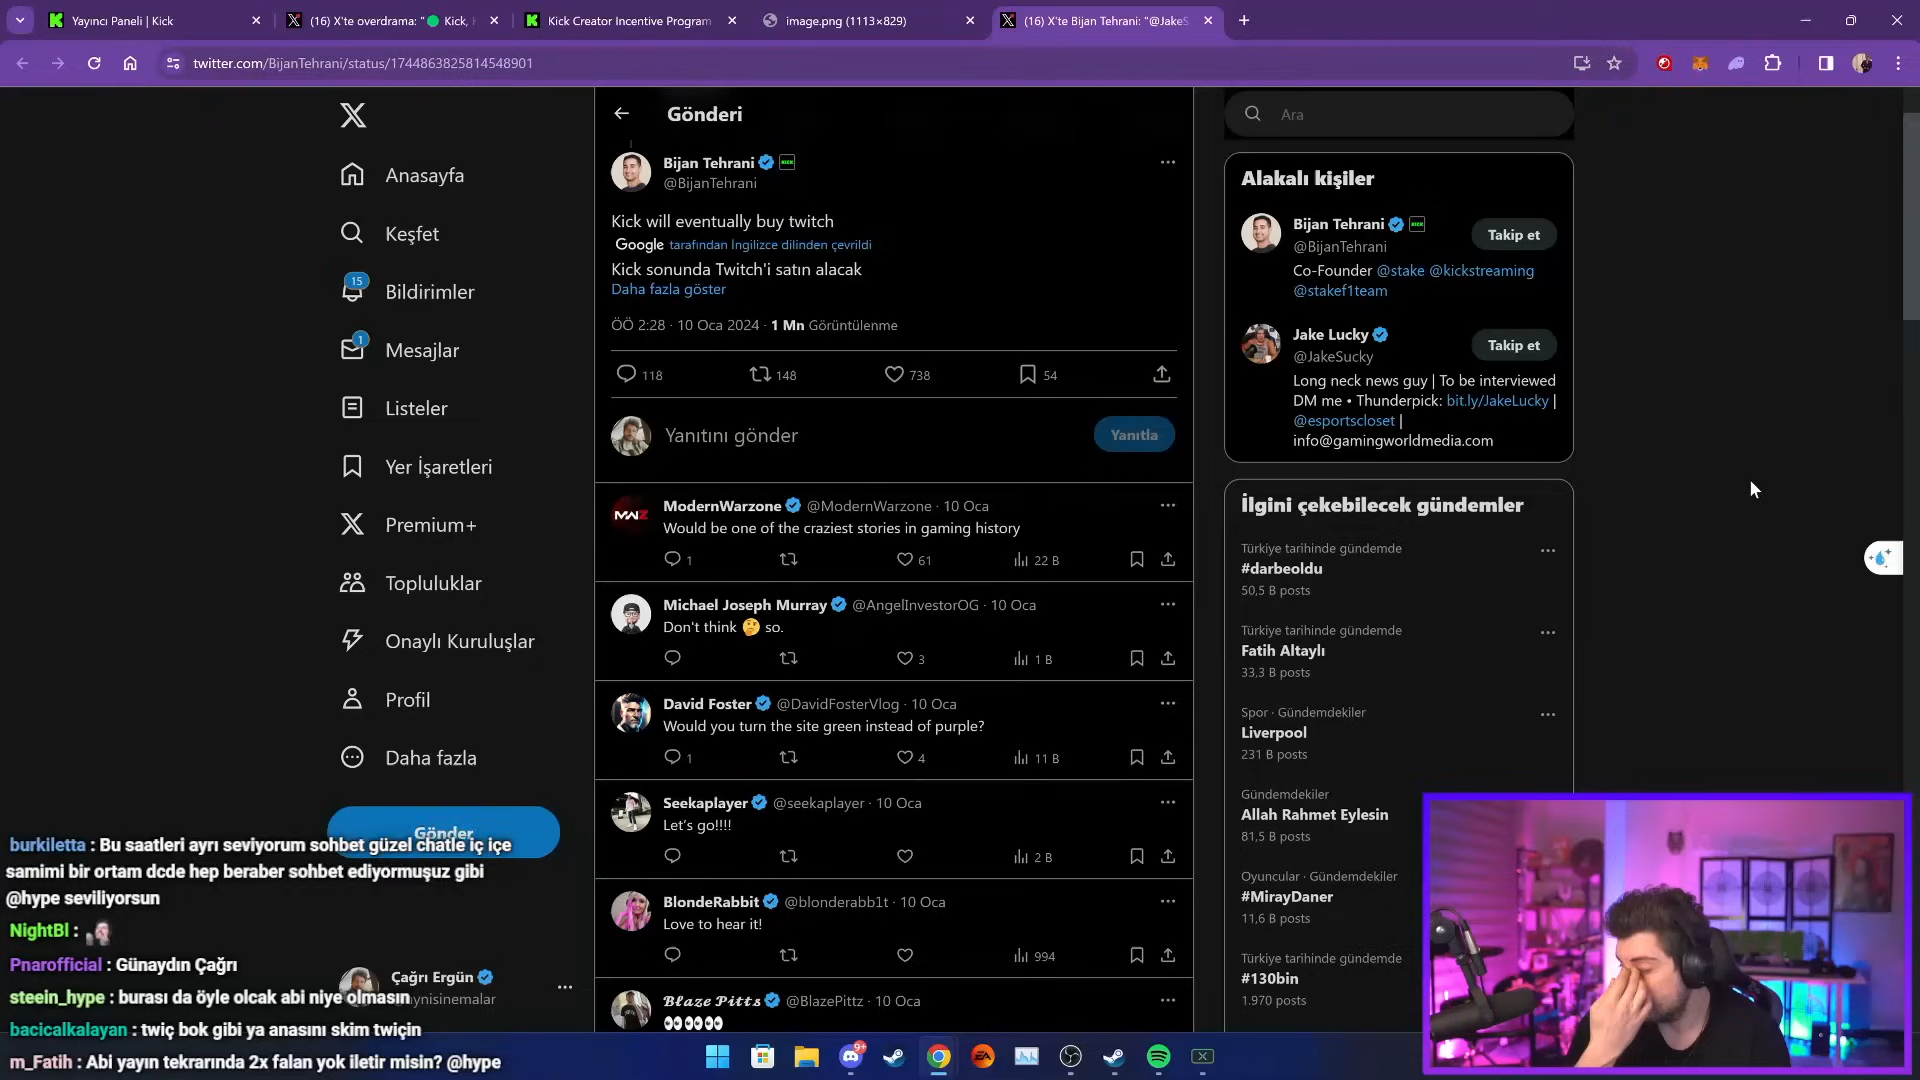 Yayıncı Paneli | Kick
(16) X'te overdrama: "🟢 Kick,
Kick Creator Incentive Program
image.png (1113×829)
(16) X'te Bijan Tehrani: "@JakeS
twitter.com/BijanTehrani/status/1744863825814548901
Anasayfa
Keşfet
15
Bildirimler
1
Mesajlar
Listeler
Yer İşaretleri
Premium+
Topluluklar
Onaylı Kuruluşlar
Profil
Daha fazla
Gönder
Çağrı Ergün
aynisinemalar
Gönderi
Bijan Tehrani
@BijanTehrani
Kick will eventually buy twitch
Google tarafından İngilizce dilinden çevrildi
Kick sonunda Twitch'i satın alacak
Daha fazla göster
ÖÖ 2:28 · 10 Oca 2024 · 1 Mn Görüntülenme
118 148 738 54
Yanıtını gönder
Yanıtla
ModernWarzone @ModernWarzone · 10 Oca
Would be one of the craziest stories in gaming history
1 61 22 B
Michael Joseph Murray @AngelInvestorOG · 10 Oca
Don't think 🤔 so.
3 1 B
David Foster @DavidFosterVlog · 10 Oca
Would you turn the site green instead of purple?
1 4 11 B
Seekaplayer @seekaplayer · 10 Oca
Let's go!!!!
2 B
BlondeRabbit @blonderabb1t · 10 Oca
Love to hear it!
994
𝓑𝓵𝓪𝔃𝓮 𝓟𝓲𝓽𝓽𝓼 @BlazePittz · 10 Oca
👀👀👀
Ara
Alakalı kişiler
Bijan Tehrani
@BijanTehrani
Takip et
Co-Founder @stake @kickstreaming
@stakef1team
Jake Lucky
@JakeSucky
Takip et
Long neck news guy | To be interviewed
DM me • Thunderpick: bit.ly/JakeLucky |
@esportscloset |
info@gamingworldmedia.com
İlgini çekebilecek gündemler
Türkiye tarihinde gündemde
#darbeoldu
50,5 B posts
Türkiye tarihinde gündemde
Fatih Altaylı
33,3 B posts
Spor · Gündemdekiler
Liverpool
231 B posts
Gündemdekiler
Allah Rahmet Eylesin
81,5 B posts
Oyuncular · Gündemdekiler
#MirayDaner
11,6 B posts
Türkiye tarihinde gündemde
#130bin
1.970 posts
burkiletta : Bu saatleri ayrı seviyorum sohbet güzel chatle iç içe
samimi bir ortam dcde hep beraber sohbet ediyormuşuz gibi
@hype seviliyorsun
NightBl :
Pnarofficial : Günaydın Çağrı
steein_hype : burası da öyle olcak abi niye olmasın
bacicalkalayan : twiç bok gibi ya anasını skim twiçin
m_Fatih : Abi yayın tekrarında 2x falan yok iletir misin? @hype
9+